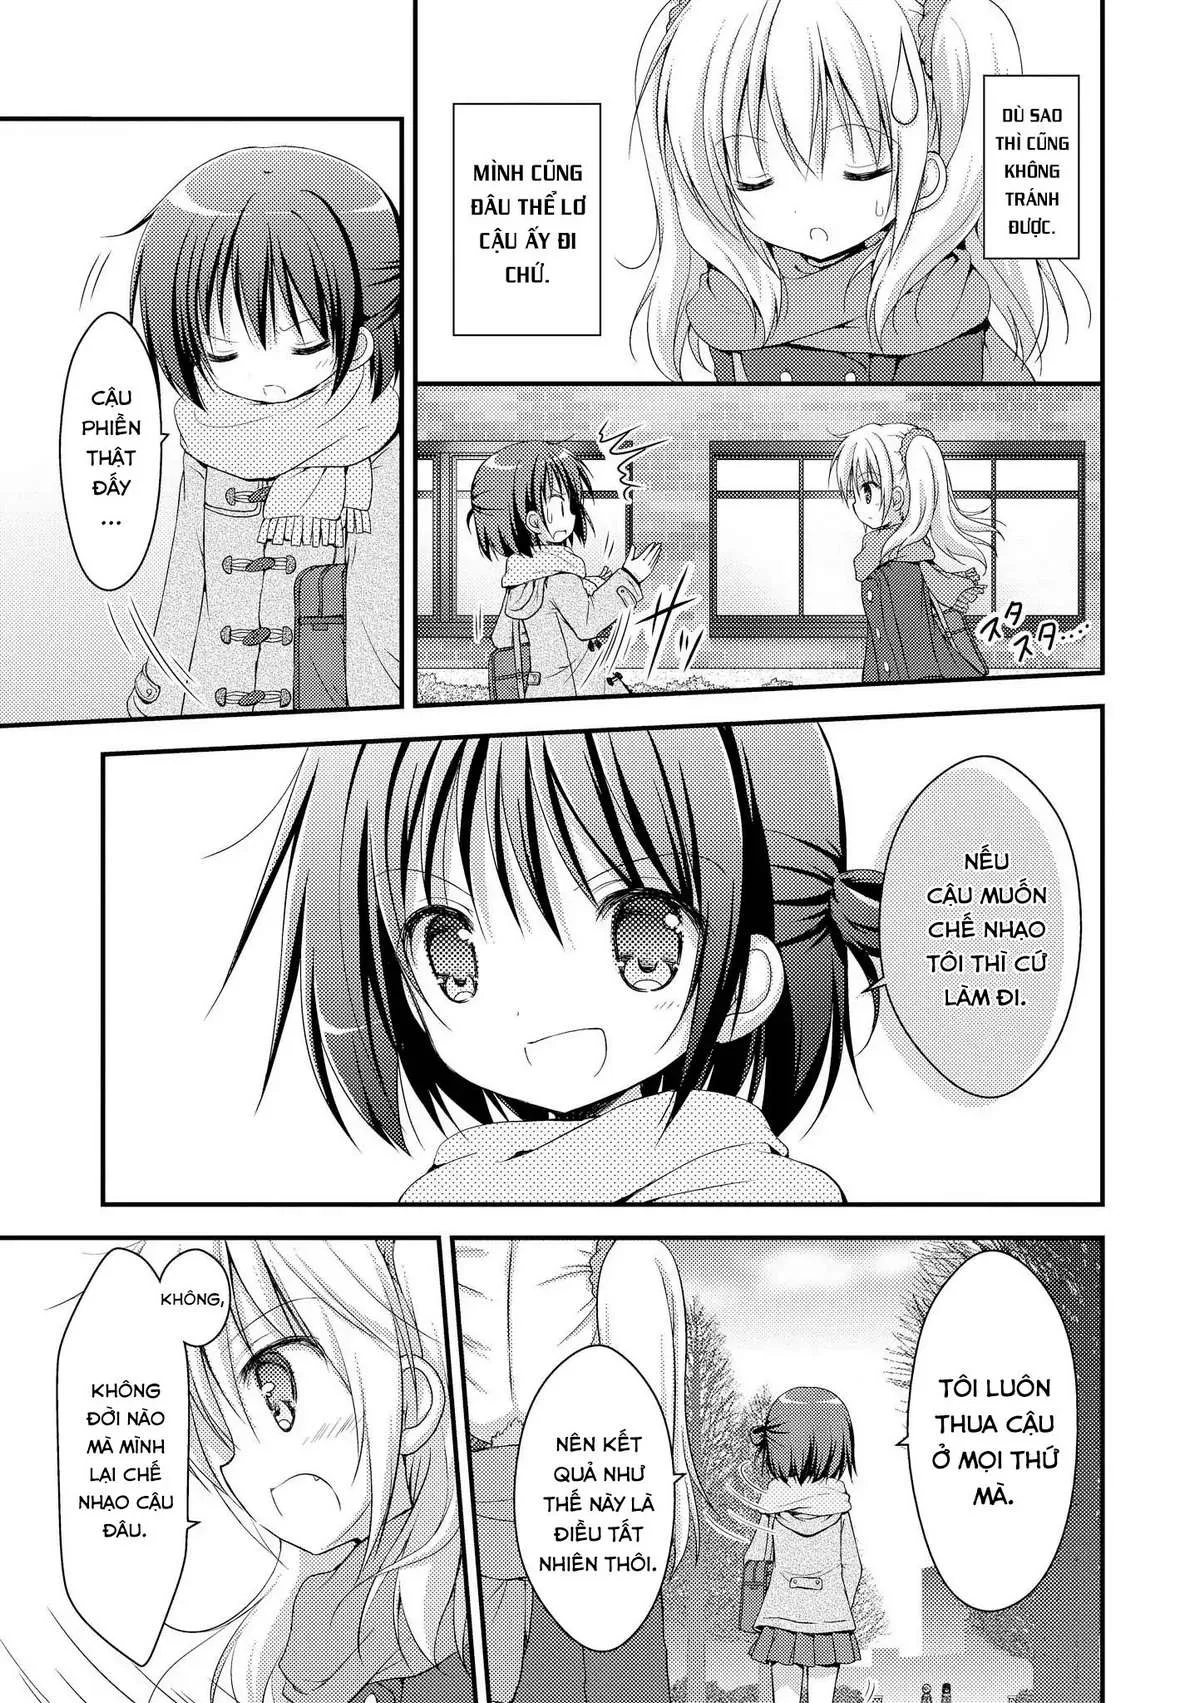 DÙ SAO
THÌ CŨNG
KHÔNG
TRÁNH
ĐƯỢC.
MÌNH CŨNG
ĐÂU THỂ LƠ
CẬU ẤY ĐI
CHỨ.
スタ
スタ....
ザッ
CẬU
PHIỀN
THẬT
ĐẤY
...
NẾU
CẬU MUỐN
CHẾ NHẠO
TÔI THÌ CỨ
LÀM ĐI.
TÔI LUÔN
THUA CẬU
Ở MỌI THỨ
MÀ.
NÊN KẾT
QUẢ NHƯ
THẾ NÀY LÀ
ĐIỀU TẤT
NHIÊN THÔI.
KHÔNG,
KHÔNG
ĐỜI NÀO
MÀ MÌNH
LẠI CHẾ
NHẠO CẬU
ĐÂU.